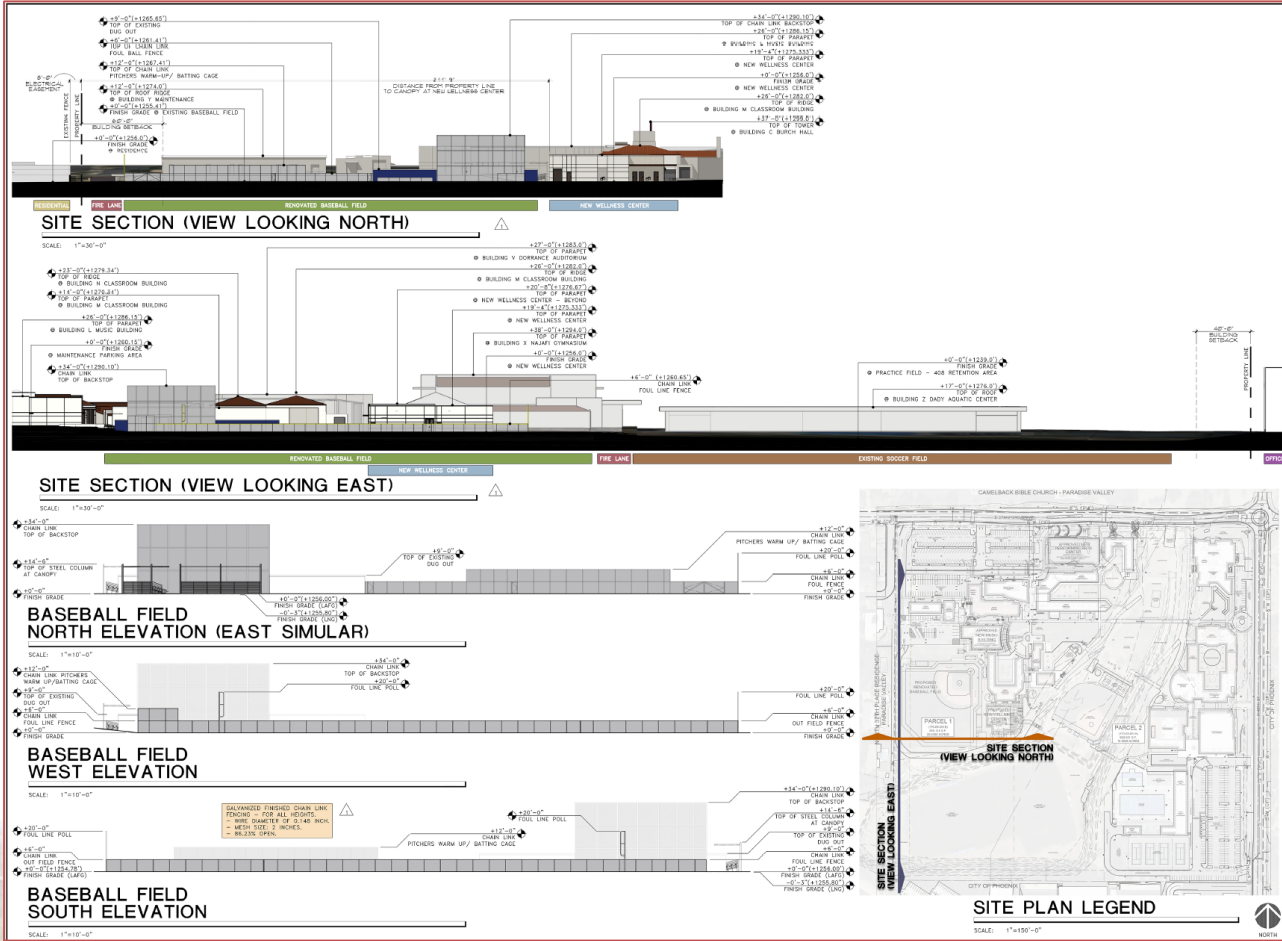 +9'-0"(+1265.65')
TOP OF EXISTING
DUG OUT
+6'-0"(+1261.41')
TOP OF CHAIN LINK
FOUL BALL FENCE
+12'-0"(+1267.41')
TOP OF CHAIN LINK
PITCHERS WARM-UP/ BATTING CAGE
+12'-0"(+1274.0')
TOP OF ROOF RIDGE
@ BUILDING Y MAINTENANCE
+0'-0"(+1255.41')
FINISH GRADE @ EXISTING BASEBALL FIELD
8'-0"
ELECTRICAL
EASEMENT
EXISTING FENCE
PROPERTY LINE
60'-0"
BUILDING SETBACK
+0'-0"(+1256.0')
FINISH GRADE
@ RESIDENCE
DISTANCE FROM PROPERTY LINE
TO CANOPY AT NEW WELLNESS CENTER
+34'-0"(+1290.10')
TOP OF CHAIN LINK BACKSTOP
+26'-0"(+1286.15')
TOP OF PARAPET
@ BUILDING L MUSIC BUILDING
+19'-4"(+1275.333')
TOP OF PARAPET
@ NEW WELLNESS CENTER
+0'-0"(+1256.0')
FINISH GRADE
@ NEW WELLNESS CENTER
+26'-0"(+1282.0')
TOP OF RIDGE
@ BUILDING M CLASSROOM BUILDING
TOP OF TOWER
@ BUILDING C BURCH HALL
RESIDENTIAL
FIRE LANE
RENOVATED BASEBALL FIELD
NEW WELLNESS CENTER
SITE SECTION (VIEW LOOKING NORTH)
1
SCALE: 1"=30'-0"
+23'-0"(+1279.34')
TOP OF RIDGE
@ BUILDING N CLASSROOM BUILDING
TOP OF PARAPET
@ BUILDING M CLASSROOM BUILDING
+26'-0"(+1286.15')
TOP OF PARAPET
@ BUILDING L MUSIC BUILDING
+0'-0"(+1260.15')
FINISH GRADE
@ MAINTENANCE PARKING AREA
+34'-0"(+1290.10')
CHAIN LINK
TOP OF BACKSTOP
+27'-0"(+1283.0')
TOP OF PARAPET
@ BUILDING V DORRANCE AUDITORIUM
+26'-0"(+1282.0')
TOP OF RIDGE
@ BUILDING M CLASSROOM BUILDING
+20'-8"(+1276.67')
TOP OF PARAPET
@ NEW WELLNESS CENTER - BEYOND
+19'-4"(+1275.333')
TOP OF PARAPET
@ NEW WELLNESS CENTER
+38'-0"(+1294.0')
TOP OF PARAPET
@ BUILDING X NAJAFI GYMNASIUM
+0'-0"(+1256.0')
FINISH GRADE
@ NEW WELLNESS CENTER
+6'-0" (+1260.65')
CHAIN LINK
FOUL LINE FENCE
+0'-0"(+1239.0')
FINISH GRADE
@ PRACTICE FIELD - 408 RETENTION AREA
+17'-0"(+1276.0')
TOP OF ROOF
@ BUILDING Z DADY AQUATIC CENTER
40'-0"
BUILDING
SETBACK
PROPERTY LINE
RENOVATED BASEBALL FIELD
FIRE LANE
EXISTING SOCCER FIELD
OFFICE
NEW WELLNESS CENTER
SITE SECTION (VIEW LOOKING EAST)
1
SCALE: 1"=30'-0"
+34'-0"
CHAIN LINK
TOP OF BACKSTOP
+14'-6"
TOP OF STEEL COLUMN
AT CANOPY
+0'-0"
FINISH GRADE
+9'-0"
TOP OF EXISTING
DUG OUT
+0'-0"(+1256.00')
FINISH GRADE (LAFG)
-0'-3"(+1255.80')
FINISH GRADE (LNG)
+12'-0"
CHAIN LINK
PITCHERS WARM UP/ BATTING CAGE
+20'-0"
FOUL LINE POLL
+6'-0"
CHAIN LINK
FOUL FENCE
+0'-0"
FINISH GRADE
BASEBALL FIELD
NORTH ELEVATION (EAST SIMULAR)
SCALE: 1"=10'-0"
+12'-0"
CHAIN LINK PITCHERS
WARM UP/BATTING CAGE
+9'-0"
TOP OF EXISTING
DUG OUT
+6'-0"
CHAIN LINK
FOUL LINE FENCE
+0'-0"
FINISH GRADE
+34'-0"
CHAIN LINK
TOP OF BACKSTOP
+20'-0"
FOUL LINE POLL
+20'-0"
FOUL LINE POLL
+6'-0"
CHAIN LINK
OUT FIELD FENCE
+0'-0"
FINISH GRADE
BASEBALL FIELD
WEST ELEVATION
SCALE: 1"=10'-0"
GALVANIZED FINISHED CHAIN LINK
FENCING - FOR ALL HEIGHTS.
- WIRE DIAMETER OF 0.148 INCH.
- MESH SIZE: 2 INCHES.
- 86.23% OPEN.
1
+20'-0"
FOUL LINE POLL
+6'-0"
CHAIN LINK
OUT FIELD FENCE
+0'-0"(+1254.78')
FINISH GRADE (LAFG)
+20'-0"
FOUL LINE POLL
+12'-0"
CHAIN LINK
PITCHERS WARM UP/ BATTING CAGE
+34'-0"(+1290.10')
CHAIN LINK
TOP OF BACKSTOP
+14'-6"
TOP OF STEEL COLUMN
AT CANOPY
+9'-0"
TOP OF EXISTING
DUG OUT
+6'-0"
CHAIN LINK
FOUL LINE FENCE
+0'-0"(+1256.00')
FINISH GRADE (LAFG)
-0'-3"(+1255.80')
FINISH GRADE (LNG)
BASEBALL FIELD
SOUTH ELEVATION
SCALE: 1"=10'-0"
CAMELBACK BIBLE CHURCH - PARADISE VALLEY
PARADISE VALLEY
PARCEL 1
PARCEL 2
CITY OF PHOENIX
SITE SECTION
(VIEW LOOKING NORTH)
SITE SECTION
(VIEW LOOKING EAST)
CITY OF PHOENIX
SITE PLAN LEGEND
SCALE: 1"=150'-0"
NORTH